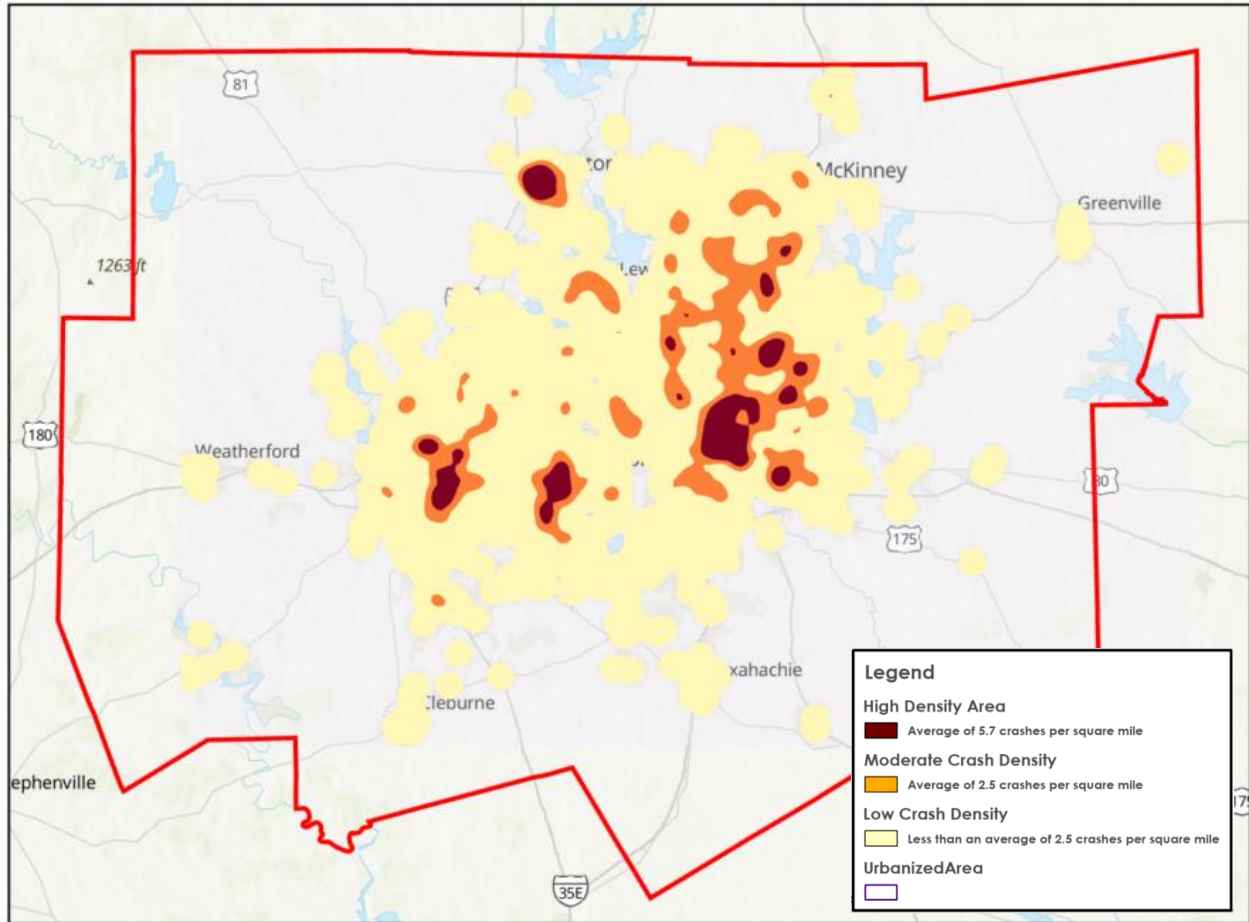 81
McKinney
Greenville
1263 ft
Lew
180
Weatherford
80
175
xahachie
Cleburne
ephenville
35E
Legend
High Density Area
Average of 5.7 crashes per square mile
Moderate Crash Density
Average of 2.5 crashes per square mile
Low Crash Density
Less than an average of 2.5 crashes per square mile
UrbanizedArea